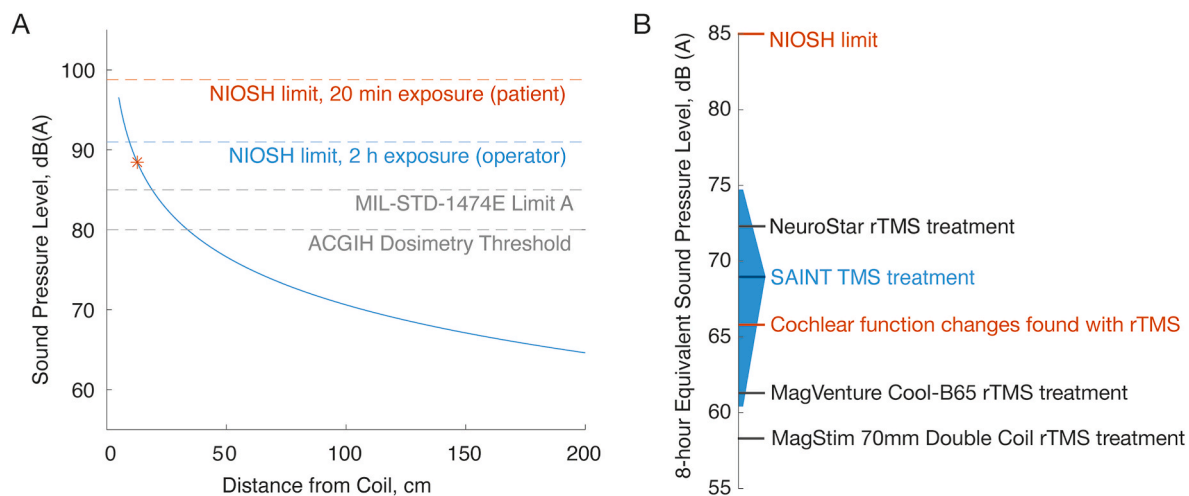 A
Sound Pressure Level, dB(A)
100
90
80
70
60
NIOSH limit, 20 min exposure (patient)
NIOSH limit, 2 h exposure (operator)
MIL-STD-1474E Limit A
ACGIH Dosimetry Threshold
0
50
100
150
200
Distance from Coil, cm
B
8-hour Equivalent Sound Pressure Level, dB (A)
85
80
75
70
65
60
55
NIOSH limit
NeuroStar rTMS treatment
SAINT TMS treatment
Cochlear function changes found with rTMS
MagVenture Cool-B65 rTMS treatment
MagStim 70mm Double Coil rTMS treatment